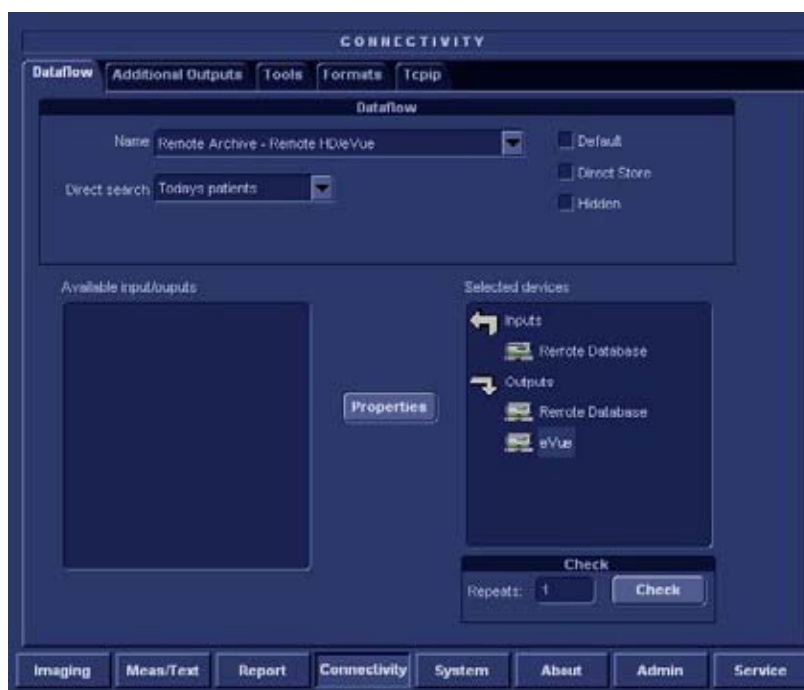 CONNECTIVITY
Dataflow Additional Outputs Tools Formats Tcpip
Dataflow
Name Remote Archive - Remote HD/eVue
Default
Direct Store
Direct search Todays patients
Hidden
Available input/ouputs
Selected devices
Inputs
Remote Database
Outputs
Remote Database
eVue
Properties
Check
Repeats: 1 Check
Imaging Meas/Text Report Connectivity System About Admin Service